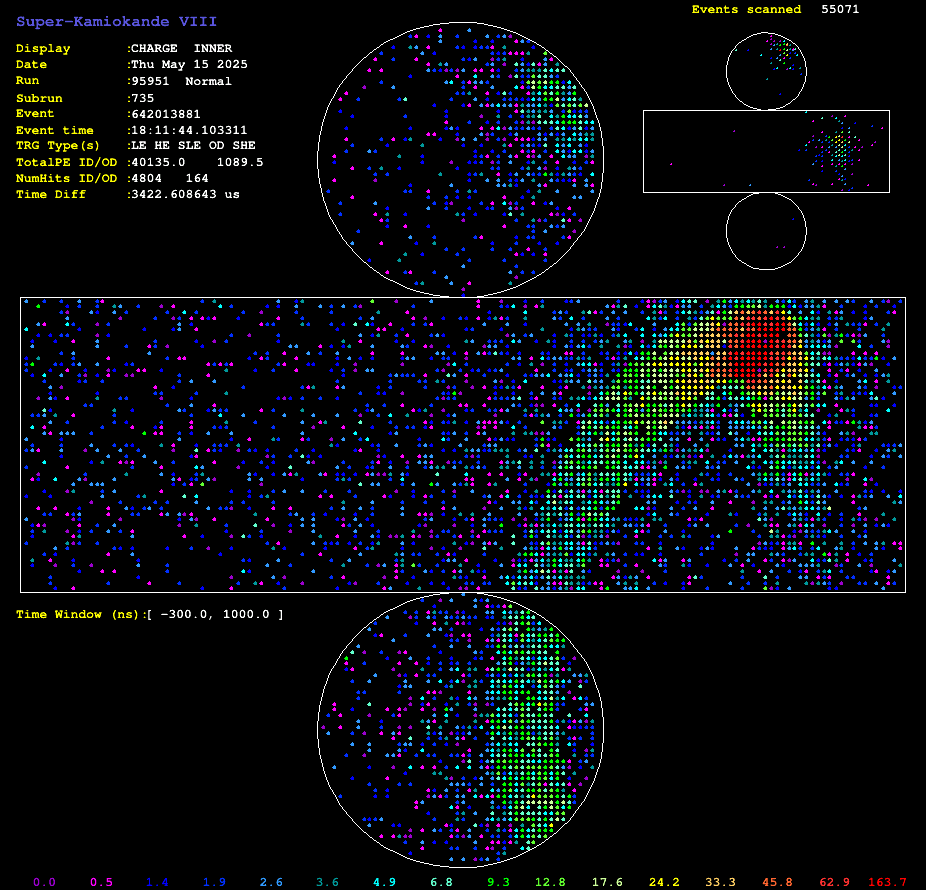 Super-Kamiokande VIII
Events scanned 55071
Display :CHARGE INNER
Date :Thu May 15 2025
Run :95951 Normal
Subrun :735
Event :642013881
Event time :18:11:44.103311
TRG Type(s) :LE HE SLE OD SHE
TotalPE ID/OD :40135.0 1089.5
NumHits ID/OD :4804 164
Time Diff :3422.608643 us
Time Window (ns):[ -300.0, 1000.0 ]
0.0 0.5 1.4 1.9 2.6 3.6 4.9 6.8 9.3 12.8 17.6 24.2 33.3 45.8 62.9 163.7